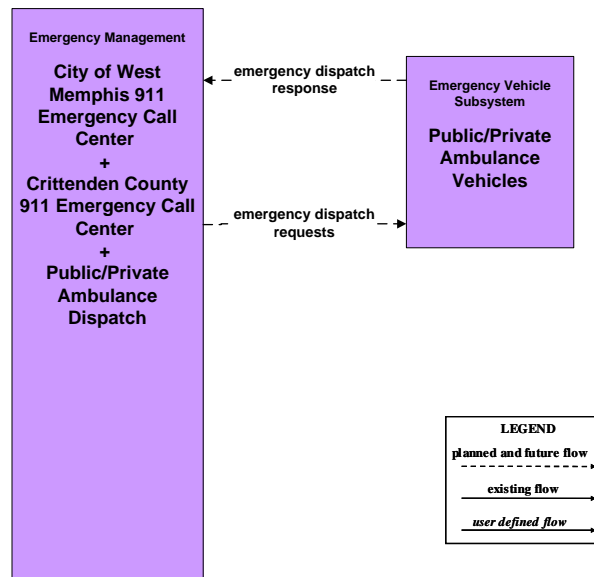 Emergency Management
City of West
Memphis 911
Emergency Call
Center
+
Crittenden County
911 Emergency Call
Center
+
Public/Private
Ambulance
Dispatch
emergency dispatch
response
emergency dispatch
requests
Emergency Vehicle
Subsystem
Public/Private
Ambulance
Vehicles
LEGEND
planned and future flow
existing flow
user defined flow